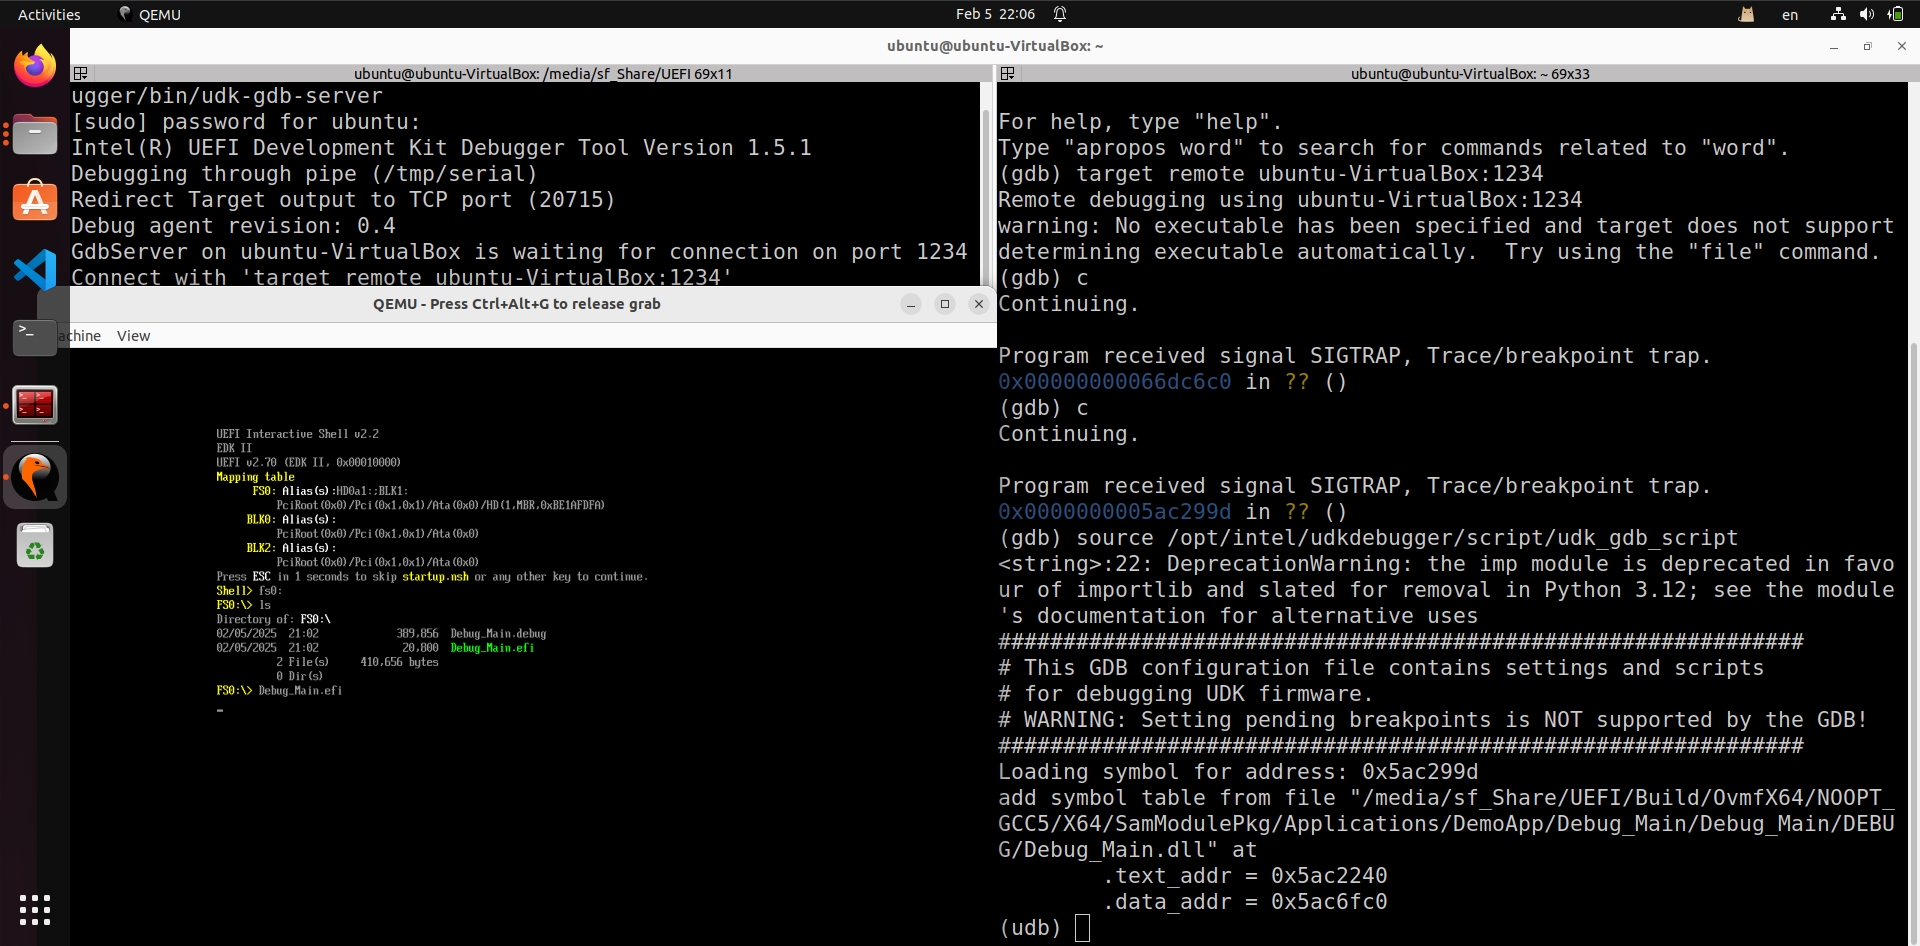 Activities
QEMU
Feb 5 22:06
en
ubuntu@ubuntu-VirtualBox: ~
ubuntu@ubuntu-VirtualBox: /media/sf_Share/UEFI 69x11
ugger/bin/udk-gdb-server
[sudo] password for ubuntu:
Intel(R) UEFI Development Kit Debugger Tool Version 1.5.1
Debugging through pipe (/tmp/serial)
Redirect Target output to TCP port (20715)
Debug agent revision: 0.4
GdbServer on ubuntu-VirtualBox is waiting for connection on port 1234
Connect with 'target remote ubuntu-VirtualBox:1234'
QEMU - Press Ctrl+Alt+G to release grab
achine View
UEFI Interactive Shell v2.2
EDK II
UEFI v2.70 (EDK II, 0x00010000)
Mapping table
FS0: Alias(s):HD0a1:;BLK1:
PciRoot(0x0)/Pci(0x1,0x1)/Ata(0x0)/HD(1,MBR,0xBE1AFDFA)
BLK0: Alias(s):
PciRoot(0x0)/Pci(0x1,0x1)/Ata(0x0)
BLK2: Alias(s):
PciRoot(0x0)/Pci(0x1,0x1)/Ata(0x0)
Press ESC in 1 seconds to skip startup.nsh or any other key to continue.
Shell> fs0:
FS0:\> ls
Directory of: FS0:\
02/05/2025 21:02 389,856 Debug_Main.debug
02/05/2025 21:02 20,800 Debug_Main.efi
2 File(s) 410,656 bytes
0 Dir(s)
FS0:\> Debug_Main.efi
ubuntu@ubuntu-VirtualBox: ~ 69x33
For help, type "help".
Type "apropos word" to search for commands related to "word".
(gdb) target remote ubuntu-VirtualBox:1234
Remote debugging using ubuntu-VirtualBox:1234
warning: No executable has been specified and target does not support
determining executable automatically.  Try using the "file" command.
(gdb) c
Continuing.
Program received signal SIGTRAP, Trace/breakpoint trap.
0x00000000066dc6c0 in ?? ()
(gdb) c
Continuing.
Program received signal SIGTRAP, Trace/breakpoint trap.
0x0000000005ac299d in ?? ()
(gdb) source /opt/intel/udkdebugger/script/udk_gdb_script
<string>:22: DeprecationWarning: the imp module is deprecated in favo
ur of importlib and slated for removal in Python 3.12; see the module
's documentation for alternative uses
##############################################################
# This GDB configuration file contains settings and scripts
# for debugging UDK firmware.
# WARNING: Setting pending breakpoints is NOT supported by the GDB!
##############################################################
Loading symbol for address: 0x5ac299d
add symbol table from file "/media/sf_Share/UEFI/Build/OvmfX64/NOOPT_
GCC5/X64/SamModulePkg/Applications/DemoApp/Debug_Main/Debug_Main/DEBU
G/Debug_Main.dll" at
.text_addr = 0x5ac2240
.data_addr = 0x5ac6fc0
(udb)